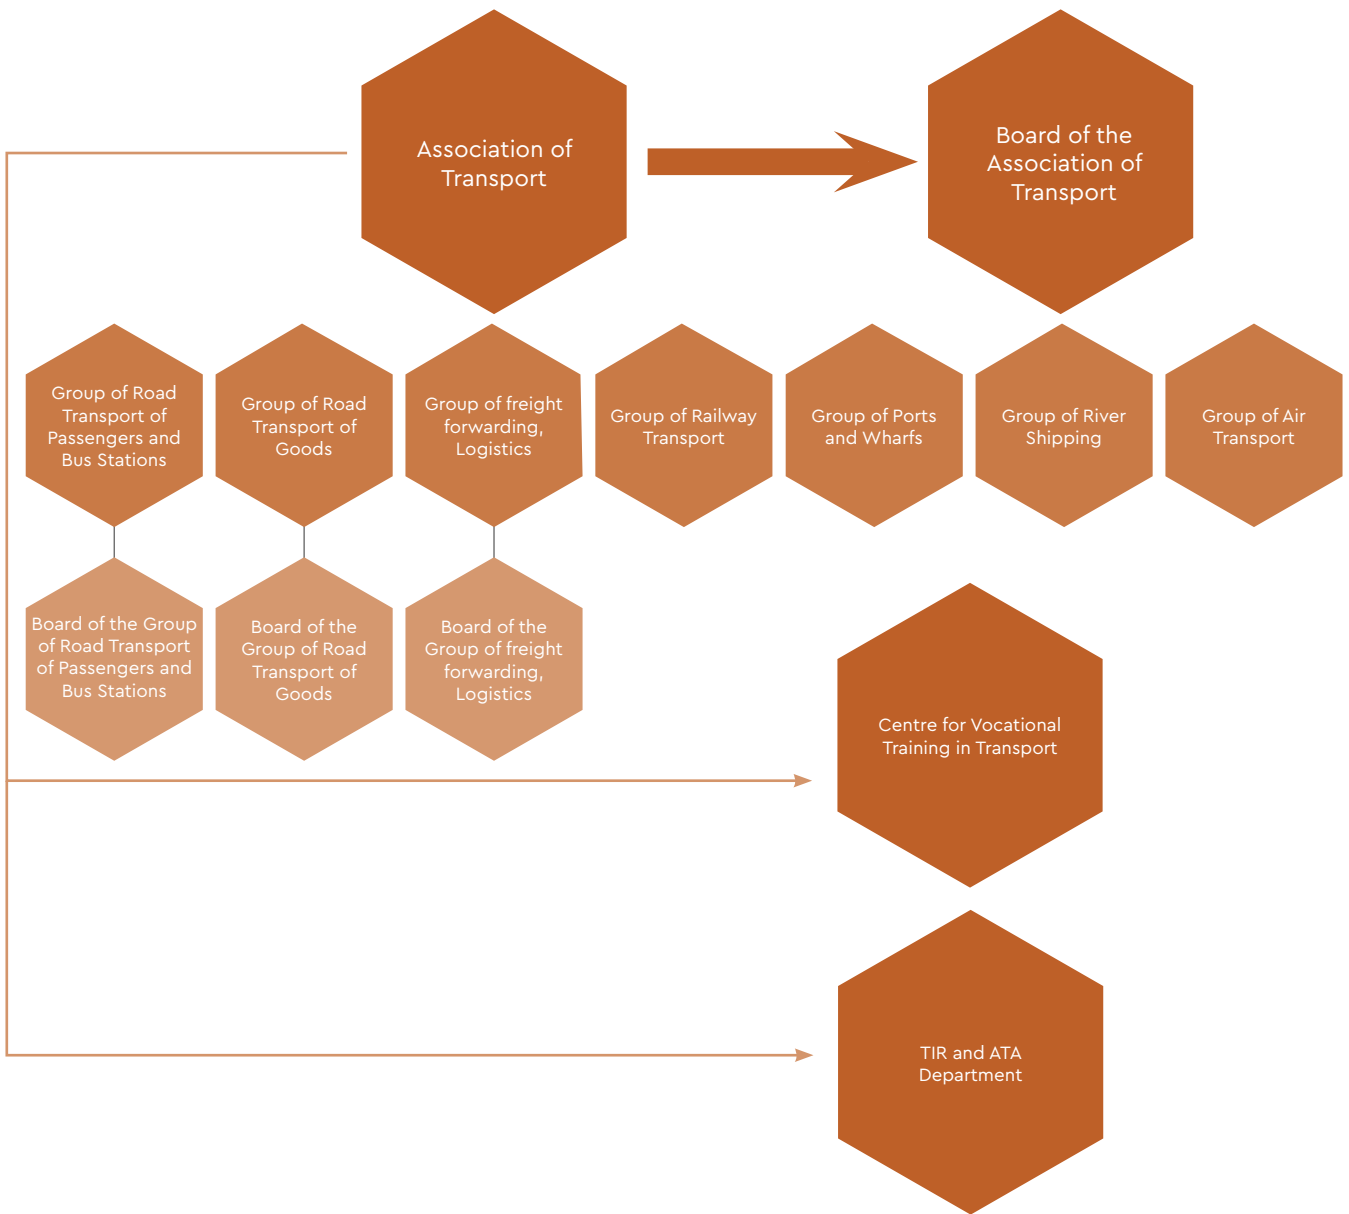 Association of
Transport
Board of the
Association of
Transport
Group of Road
Transport of
Passengers and
Bus Stations
Group of Road
Transport of
Goods
Group of freight
forwarding,
Logistics
Group of Railway
Transport
Group of Ports
and Wharfs
Group of River
Shipping
Group of Air
Transport
Board of the Group
of Road Transport
of Passengers and
Bus Stations
Board of the
Group of Road
Transport of
Goods
Board of the
Group of freight
forwarding,
Logistics
Centre for Vocational
Training in Transport
TIR and ATA
Department